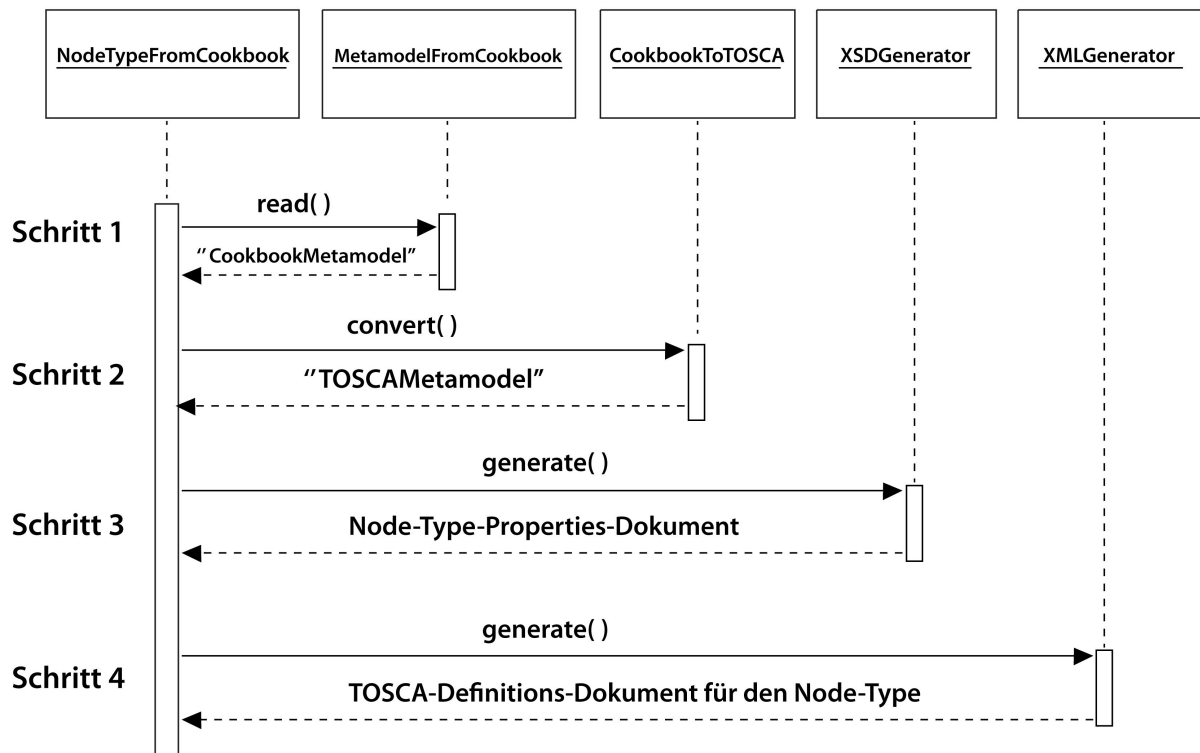 NodeTypeFromCookbook
MetamodelFromCookbook
CookbookToTOSCA
XSDGenerator
XMLGenerator
Schritt 1
read( )
“CookbookMetamodel”
Schritt 2
convert( )
“TOSCAMetamodel”
Schritt 3
generate( )
Node-Type-Properties-Dokument
Schritt 4
generate( )
TOSCA-Definitions-Dokument für den Node-Type